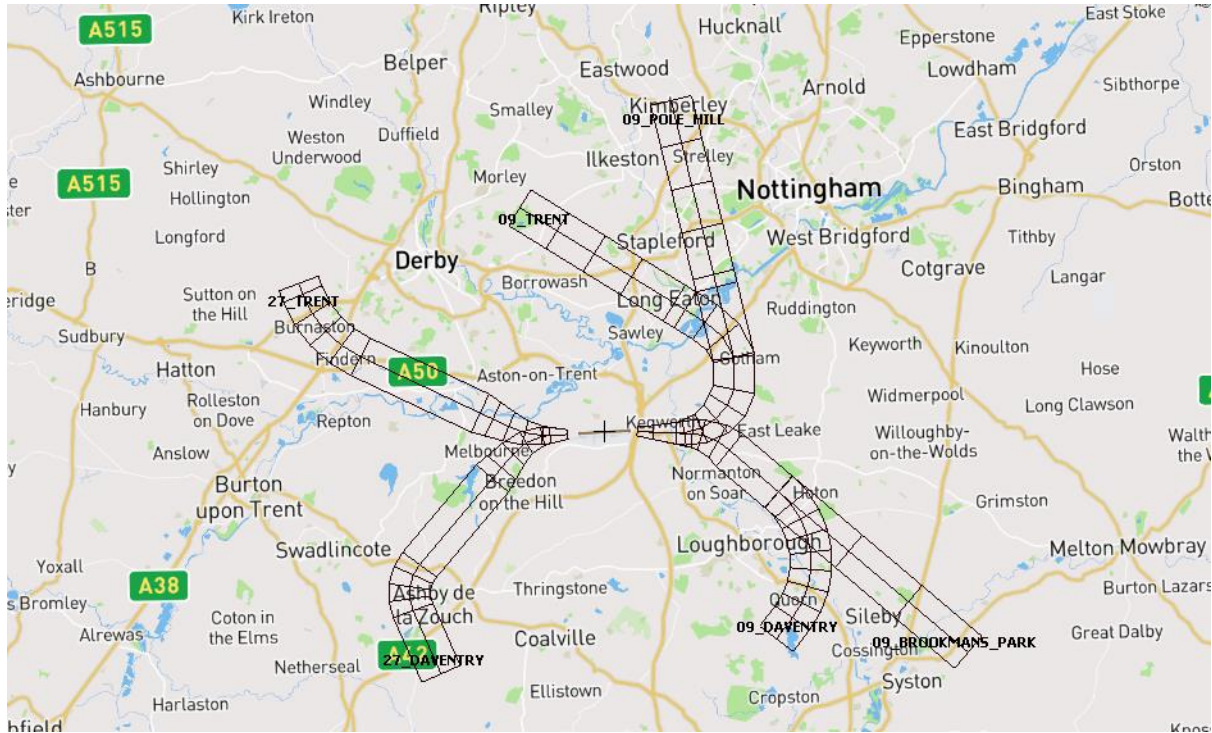 Kirk Ireton
Ripley
Hucknall
East Stoke
A515
Epperstone
Ashbourne
Belper
Eastwood
Lowdham
Sibthorpe
Arnold
Windley
Smalley
Kimberley
09_POLE_HILL
Duffield
East Bridgford
Weston
Underwood
Ilkeston
Strelley
Orston
Shirley
Morley
A515
Hollington
Nottingham
Bingham
09_TRENT
Stapleford
West Bridgford
Longford
Tithby
Derby
Cotgrave
B
Borrowash
Langar
Sutton on
the Hill
27_TRENT
Long Eaton
Ruddington
Burnaston
Sawley
Sudbury
Keyworth
Kinoulton
Findern
Gotham
Hatton
A50
Aston-on-Trent
Hose
Rolleston
on Dove
Widmerpool
Hanbury
Long Clawson
Repton
Kegworth
East Leake
Willoughby-
on-the-Wolds
Anslow
Melbourne
Normanton
on Soar
Burton
upon Trent
Breedon
on the Hill
Hoton
Grimston
Swadlincote
Loughborough
Melton Mowbray
Yoxall
A38
Thringstone
Burton Lazars
Ashby de
la Zouch
Quorn
Bromley
Coton in
the Elms
Sileby
Alrewas
Coalville
09_DAVENTRY
Great Dalby
09_BROOKMANS_PARK
Cossington
Netherseal
27_DAVENTRY
Syston
Ellistown
Cropston
Harlaston